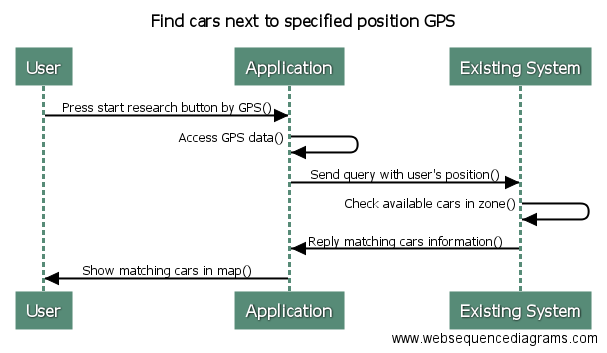 Find cars next to specified position GPS
User
Application
Existing System
Press start research button by GPS()
Access GPS data()
Send query with user's position()
Check available cars in zone()
Reply matching cars information()
Show matching cars in map()
User
Application
Existing System
www.websequencediagrams.com